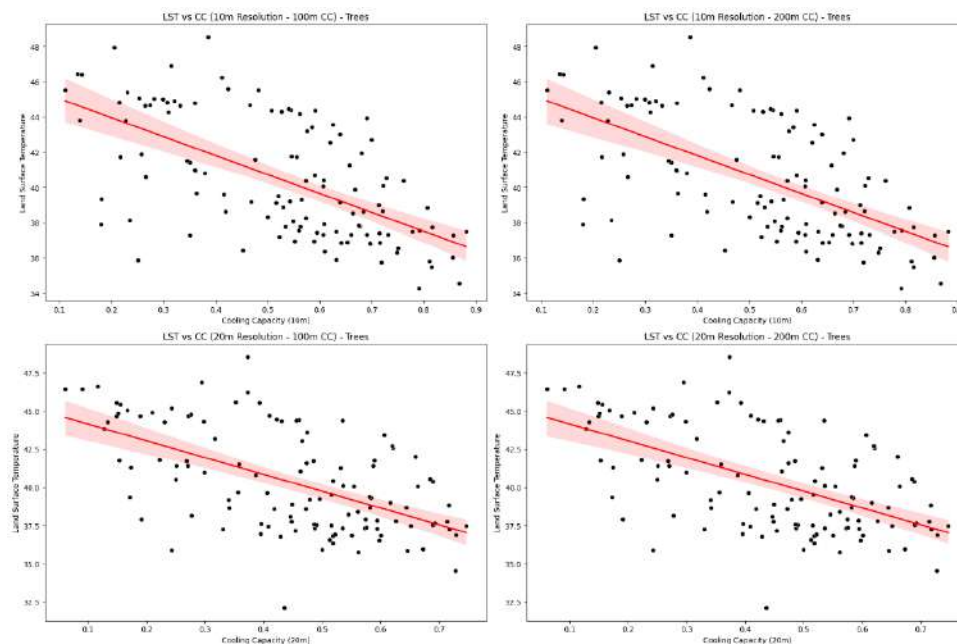 LST vs CC (10m Resolution - 100m CC) - Trees
Land Surface Temperature
48
46
44
42
40
38
36
34
0.1 0.2 0.3 0.4 0.5 0.6 0.7 0.8 0.9
Cooling Capacity (10m)
LST vs CC (10m Resolution - 200m CC) - Trees
Land Surface Temperature
48
46
44
42
40
38
36
34
0.1 0.2 0.3 0.4 0.5 0.6 0.7 0.8
Cooling Capacity (10m)
LST vs CC (20m Resolution - 100m CC) - Trees
Land Surface Temperature
47.5
45.0
42.5
40.0
37.5
35.0
32.5
0.1 0.2 0.3 0.4 0.5 0.6 0.7
Cooling Capacity (20m)
LST vs CC (20m Resolution - 200m CC) - Trees
Land Surface Temperature
47.5
45.0
42.5
40.0
37.5
35.0
32.5
0.1 0.2 0.3 0.4 0.5 0.6 0.7
Cooling Capacity (20m)